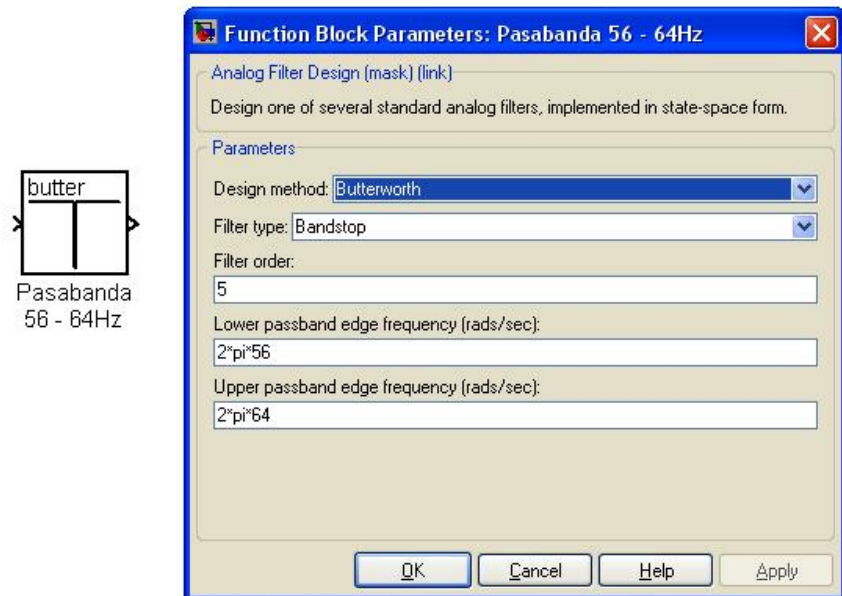 butter
Pasabanda
56 - 64Hz
Function Block Parameters: Pasabanda 56 - 64Hz
Analog Filter Design (mask) (link)
Design one of several standard analog filters, implemented in state-space form.
Parameters
Design method: Butterworth
Filter type: Bandstop
Filter order:
5
Lower passband edge frequency (rads/sec):
2*pi*56
Upper passband edge frequency (rads/sec):
2*pi*64
OK Cancel Help Apply